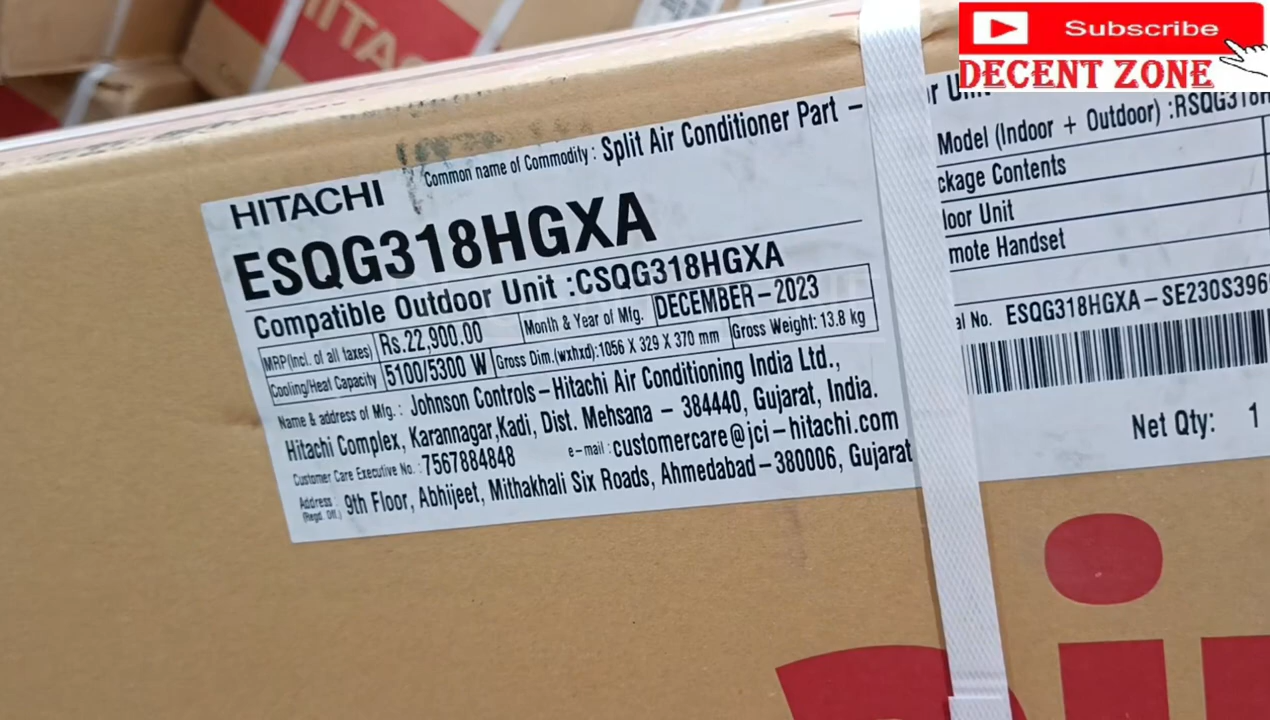 HITACHI
Subscribe
DECENT ZONE
HITACHI
Common name of Commodity : Split Air Conditioner Part –
ESQG318HGXA
Compatible Outdoor Unit :CSQG318HGXA
MRP(Incl. of all taxes) Rs.22,900.00 Month & Year of Mfg. DECEMBER–2023
Cooling/Heat Capacity 5100/5300 W Gross Dim.(wxhxd):1056 X 329 X 370 mm Gross Weight: 13.8 kg
Name & address of Mfg. : Johnson Controls–Hitachi Air Conditioning India Ltd.,
Hitachi Complex, Karannagar,Kadi, Dist. Mehsana – 384440, Gujarat, India.
Customer Care Executive No. :7567884848 e-mail : customercare@jci–hitachi.com
Address : 9th Floor, Abhijeet, Mithakhali Six Roads, Ahmedabad–380006, Gujarat
(Regd. Off.)
Model (Indoor + Outdoor) :RSQG318H
ckage Contents
oor Unit
mote Handset
al No. ESQG318HGXA–SE230S396
Net Qty: 1